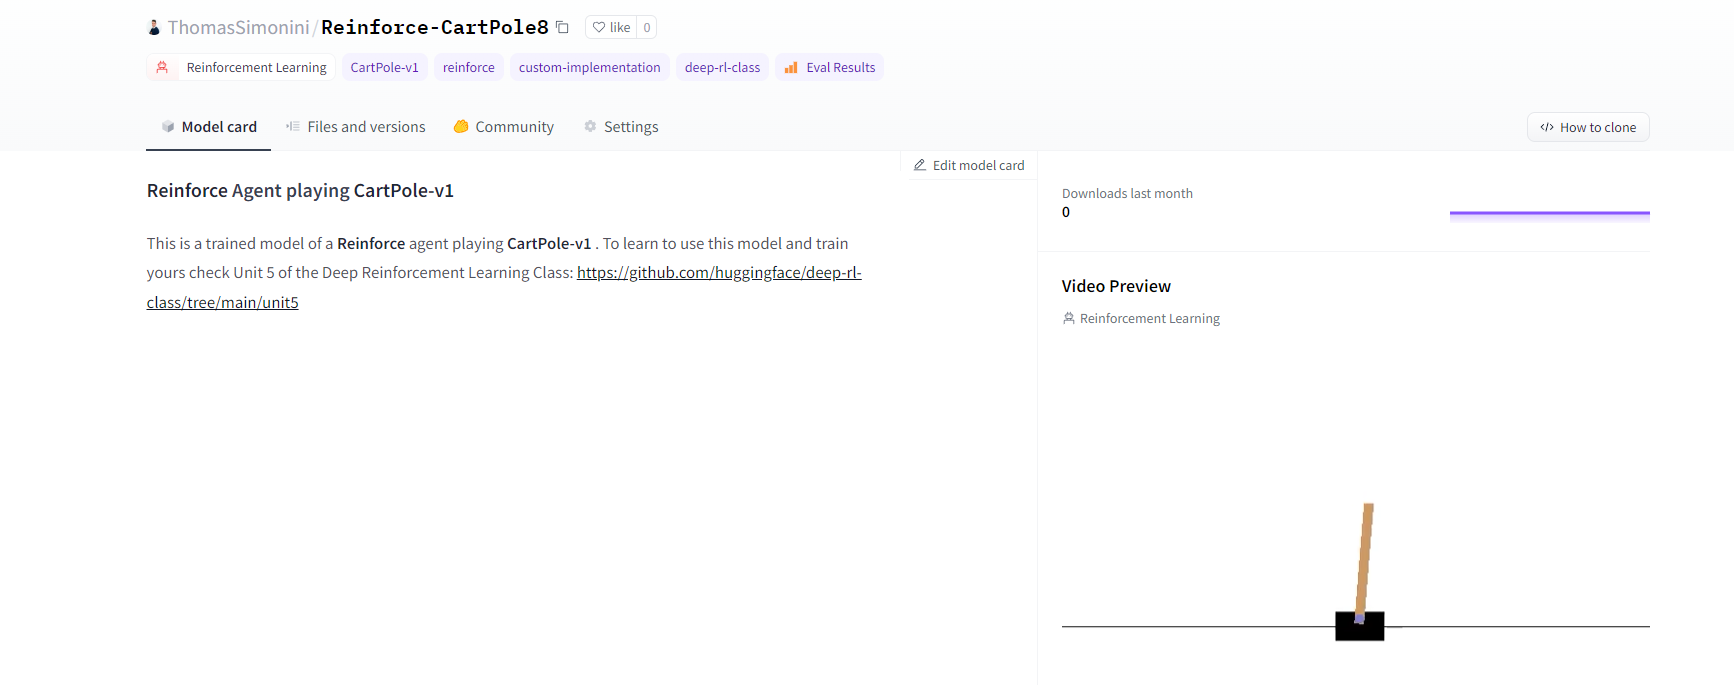 ThomasSimonini/Reinforce-CartPole8 like 0
Reinforcement Learning CartPole-v1 reinforce custom-implementation deep-rl-class Eval Results
Model card Files and versions Community Settings </> How to clone
Edit model card
Reinforce Agent playing CartPole-v1
This is a trained model of a Reinforce agent playing CartPole-v1 . To learn to use this model and train
yours check Unit 5 of the Deep Reinforcement Learning Class: https://github.com/huggingface/deep-rl-
class/tree/main/unit5
Downloads last month
0
Video Preview
Reinforcement Learning